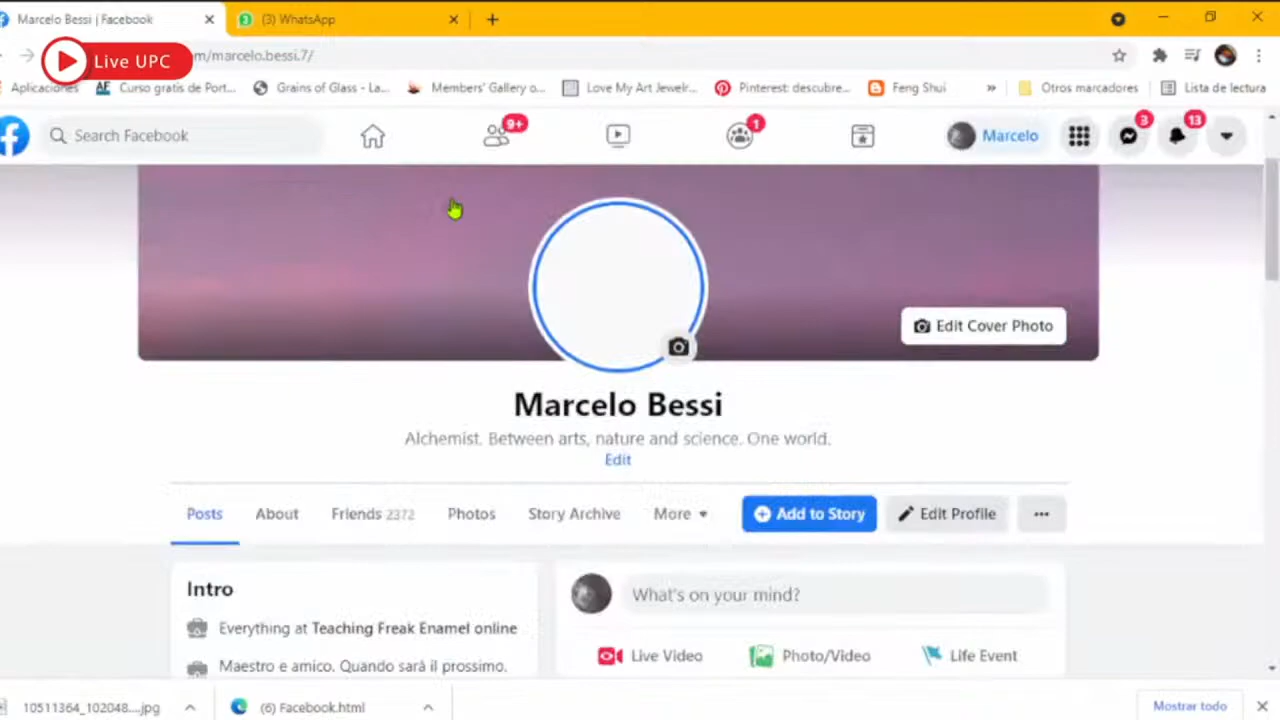 Marcelo Bessi | Facebook
(3) WhatsApp
Live UPC
m/marcelo.bessi.7/
Aplicaciones
Curso gratis de Port...
Grains of Glass - La...
Members' Gallery o...
Love My Art Jewelr...
Pinterest: descubre...
Feng Shui
»
Otros marcadores
Lista de lectura
Search Facebook
9+
1
Marcelo
3
13
Edit Cover Photo
Marcelo Bessi
Alchemist. Between arts, nature and science. One world.
Edit
Posts
About
Friends 2372
Photos
Story Archive
More
Add to Story
Edit Profile
Intro
What's on your mind?
Everything at Teaching Freak Enamel online
Maestro e amico. Quando sarà il prossimo.
Live Video
Photo/Video
Life Event
10511364_102048....jpg
(6) Facebook.html
Mostrar todo